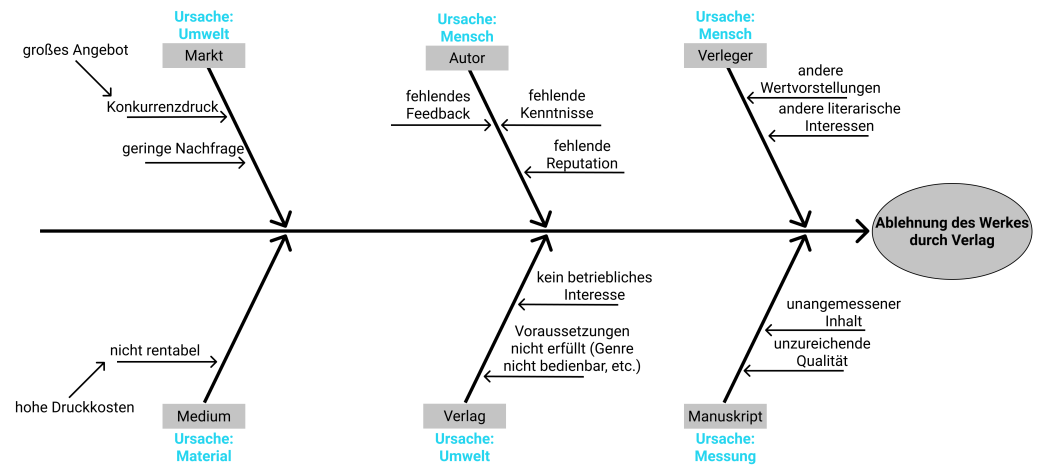 Ursache:
Umwelt
Markt
großes Angebot
Konkurrenzdruck
geringe Nachfrage
Ursache:
Mensch
Autor
fehlendes
Feedback
fehlende
Kenntnisse
fehlende
Reputation
Ursache:
Mensch
Verleger
andere
Wertvorstellungen
andere literarische
Interessen
Ablehnung des Werkes
durch Verlag
nicht rentabel
hohe Druckkosten
Medium
Ursache:
Material
kein betriebliches
Interesse
Voraussetzungen
nicht erfüllt (Genre
nicht bedienbar, etc.)
Verlag
Ursache:
Umwelt
unangemessener
Inhalt
unzureichende
Qualität
Manuskript
Ursache:
Messung